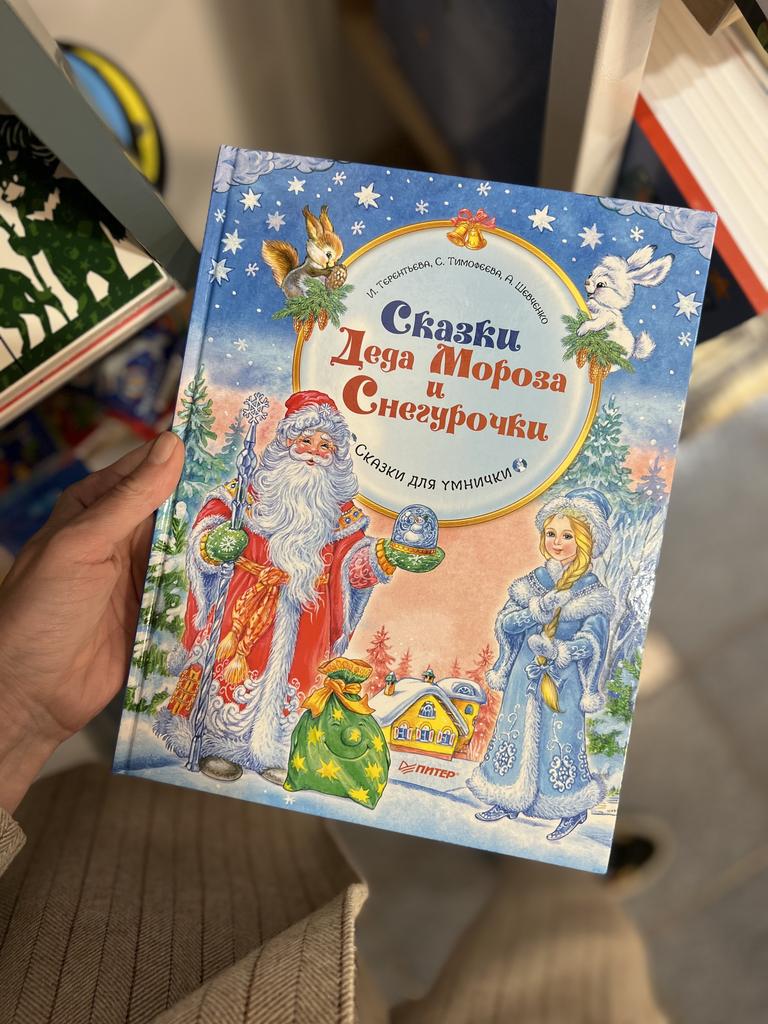 И. Терентьева, С. Тимофеева, А. Шевченко
Сказки
Деда Мороза
и
Снегурочки
Сказки для умнички
ПИТЕР®